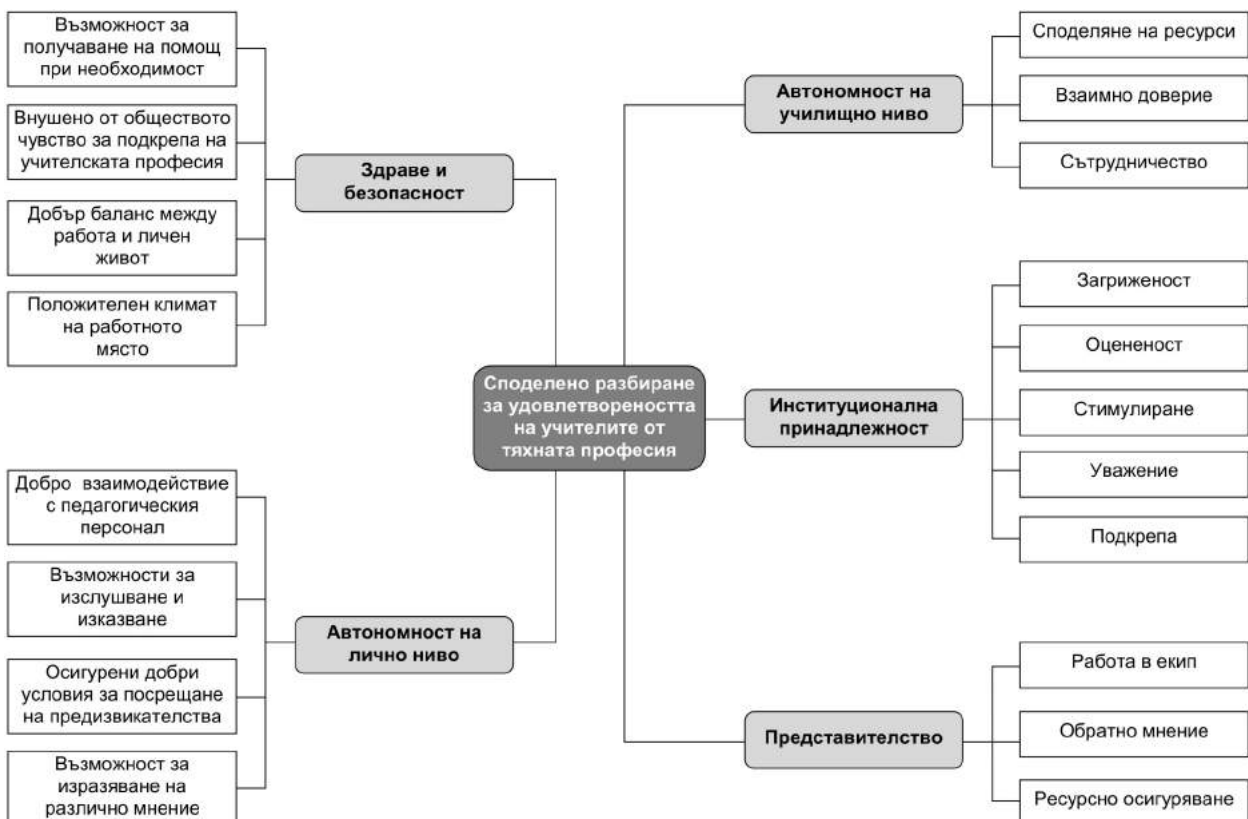 Възможност за
получаване на помощ
при необходимост
Внушено от обществото
чувство за подкрепа на
учителската професия
Добър баланс между
работа и личен
живот
Положителен климат
на работното
място
Здраве и
безопасност
Добро взаимодействие
с педагогическия
персонал
Възможности за
изслушване и
изказване
Осигурени добри
условия за посрещане
на предизвикателства
Възможност за
изразяване на
различно мнение
Автономност на
лично ниво
Споделено разбиране
за удовлетвореността
на учителите от
тяхната професия
Автономност на
училищно ниво
Споделяне на ресурси
Взаимно доверие
Сътрудничество
Институционална
принадлежност
Загриженост
Оцененост
Стимулиране
Уважение
Подкрепа
Представителство
Работа в екип
Обратно мнение
Ресурсно осигуряване